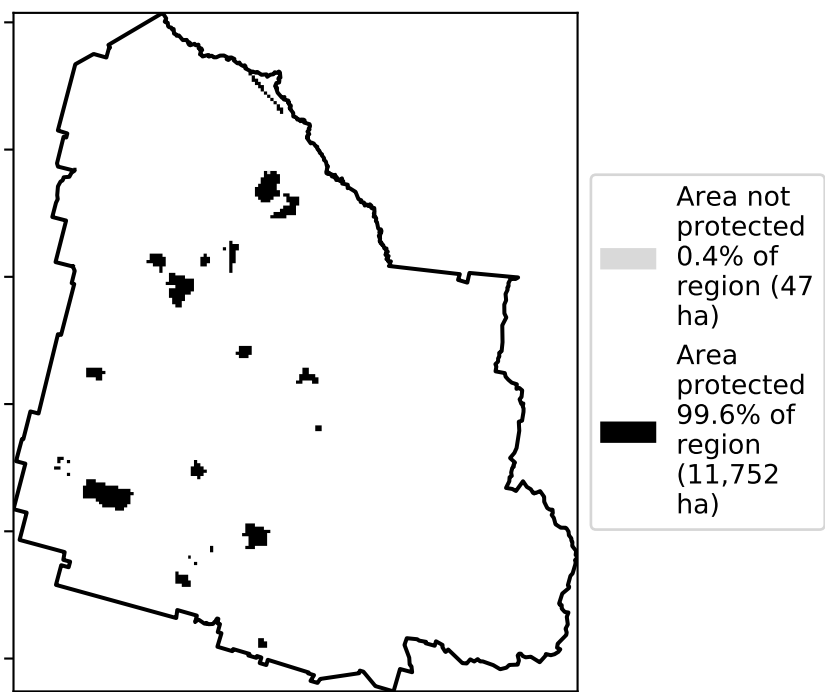 Area not
protected
0.4% of
region (47
ha)
Area
protected
99.6% of
region
(11,752
ha)